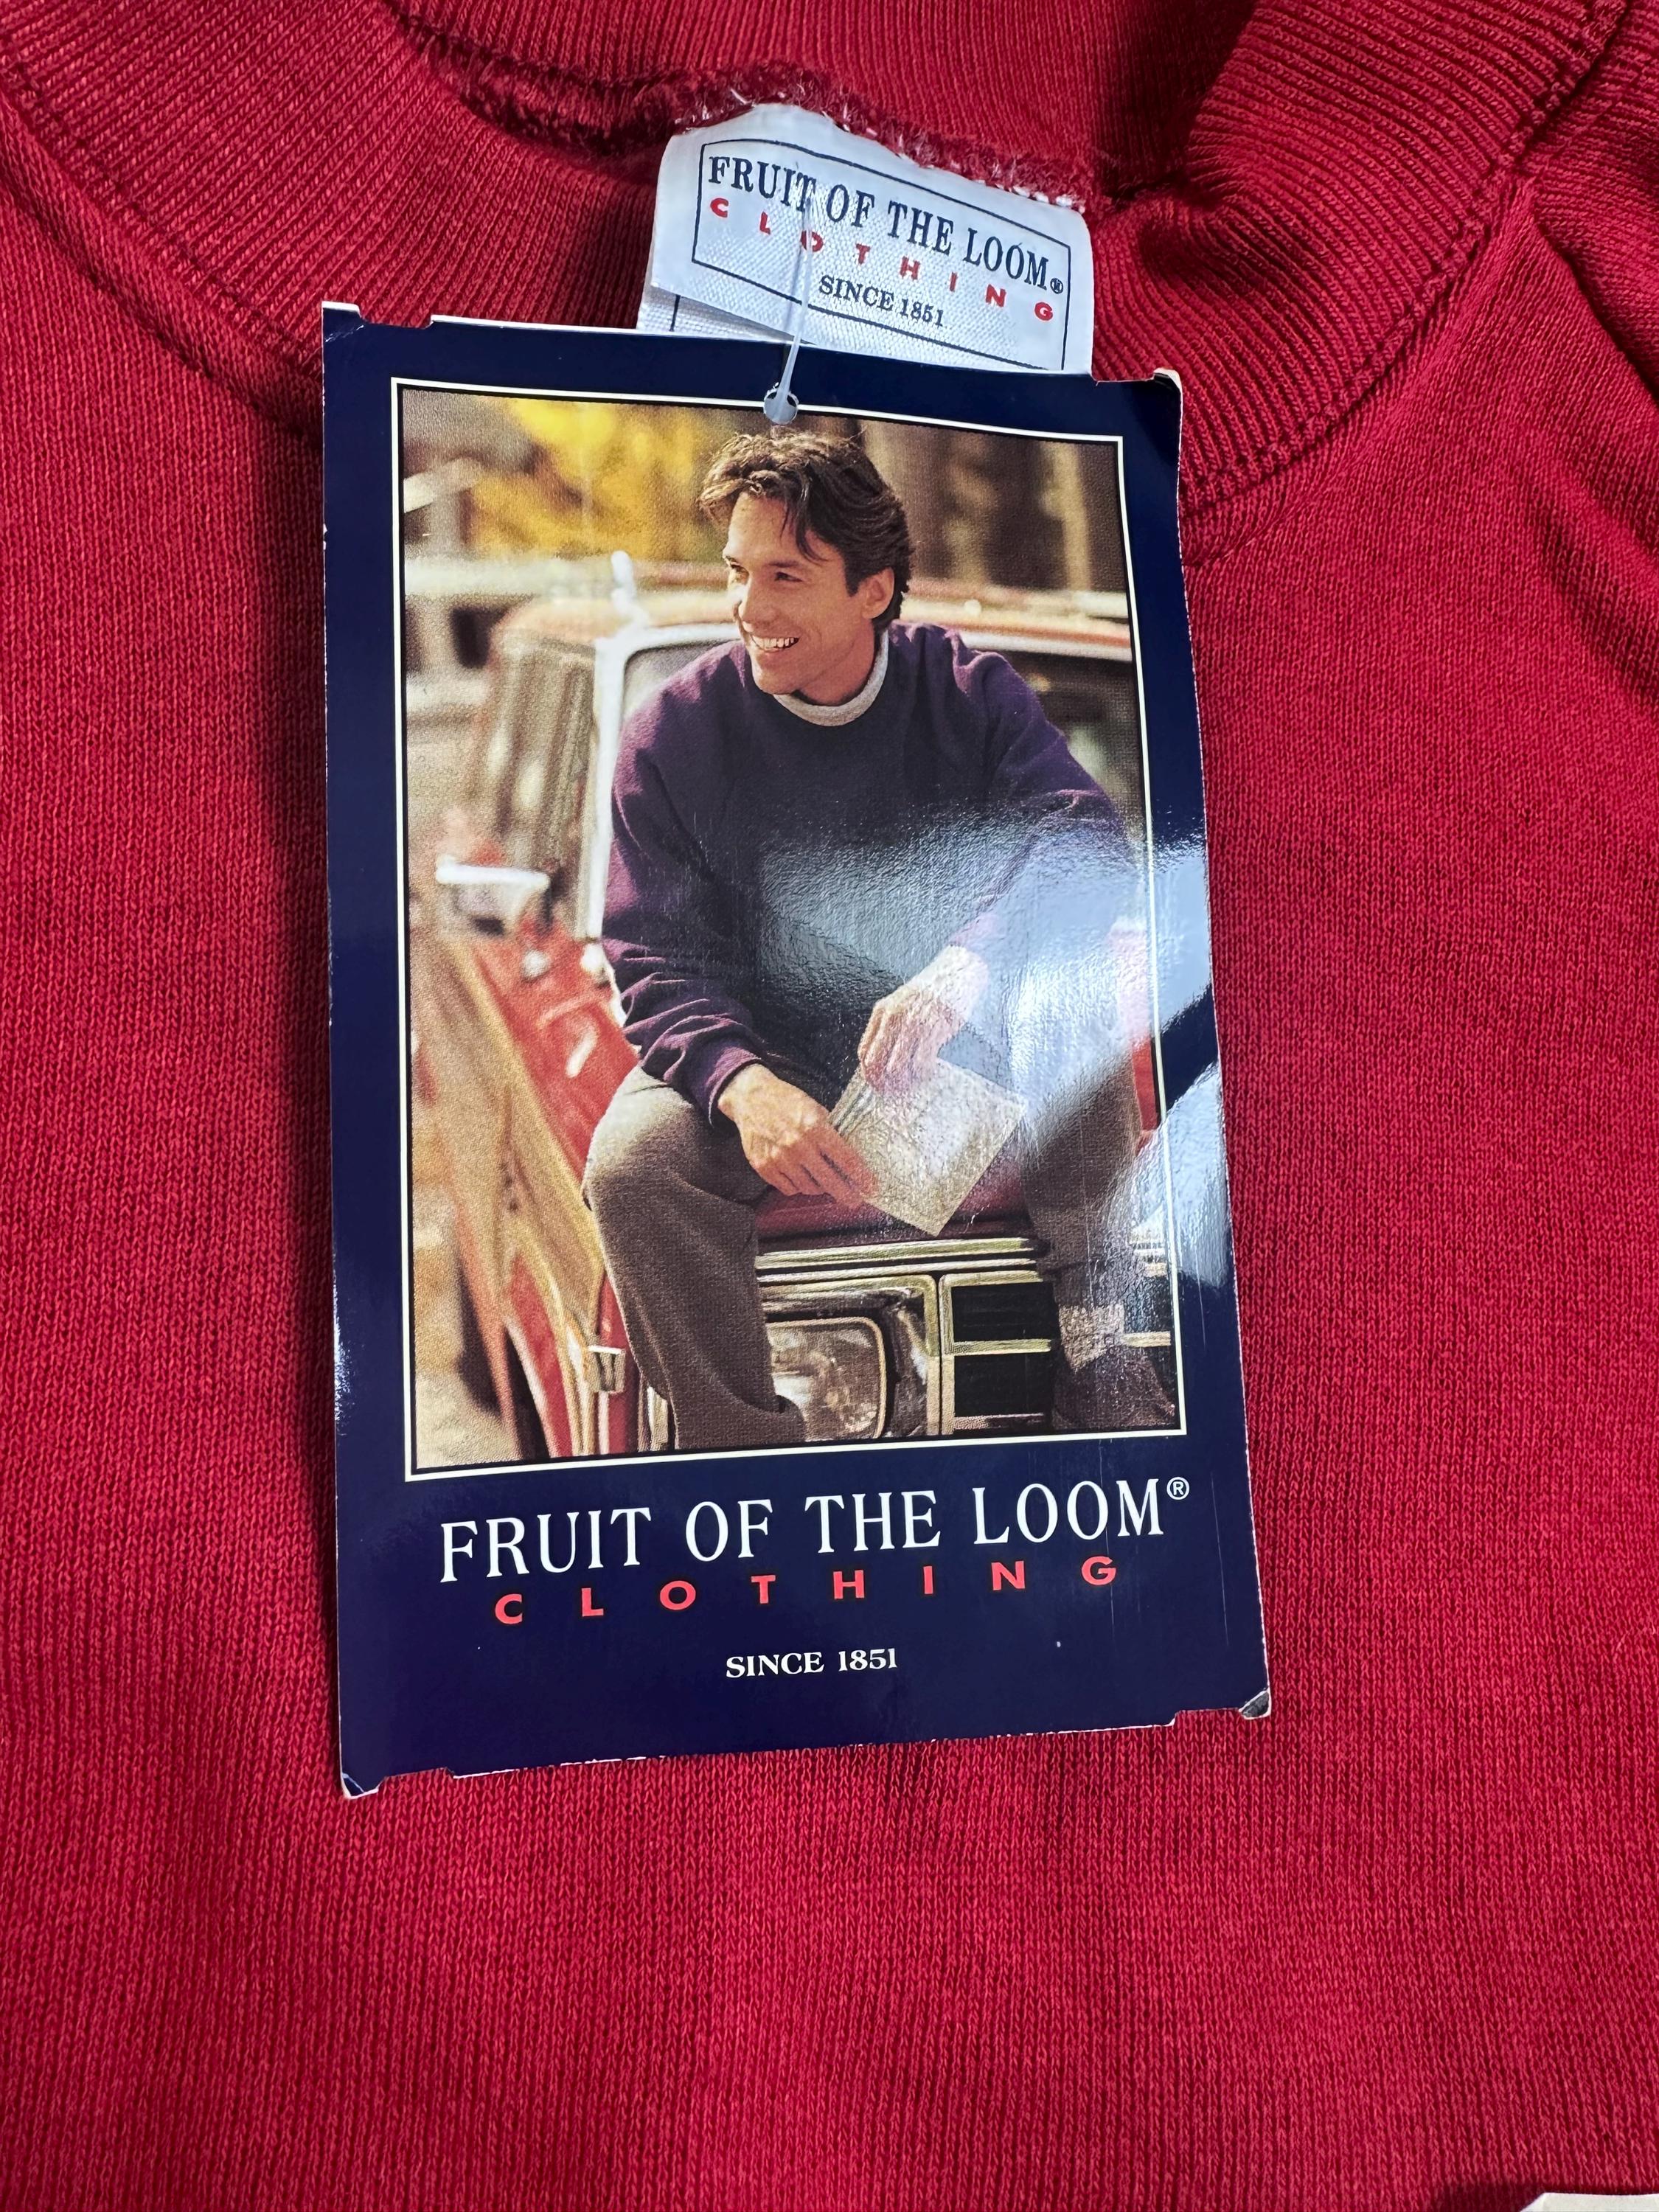 FRUIT OF THE LOOM®
CLOTHING
SINCE 1851
FRUIT OF THE LOOM®
CLOTHING
SINCE 1851